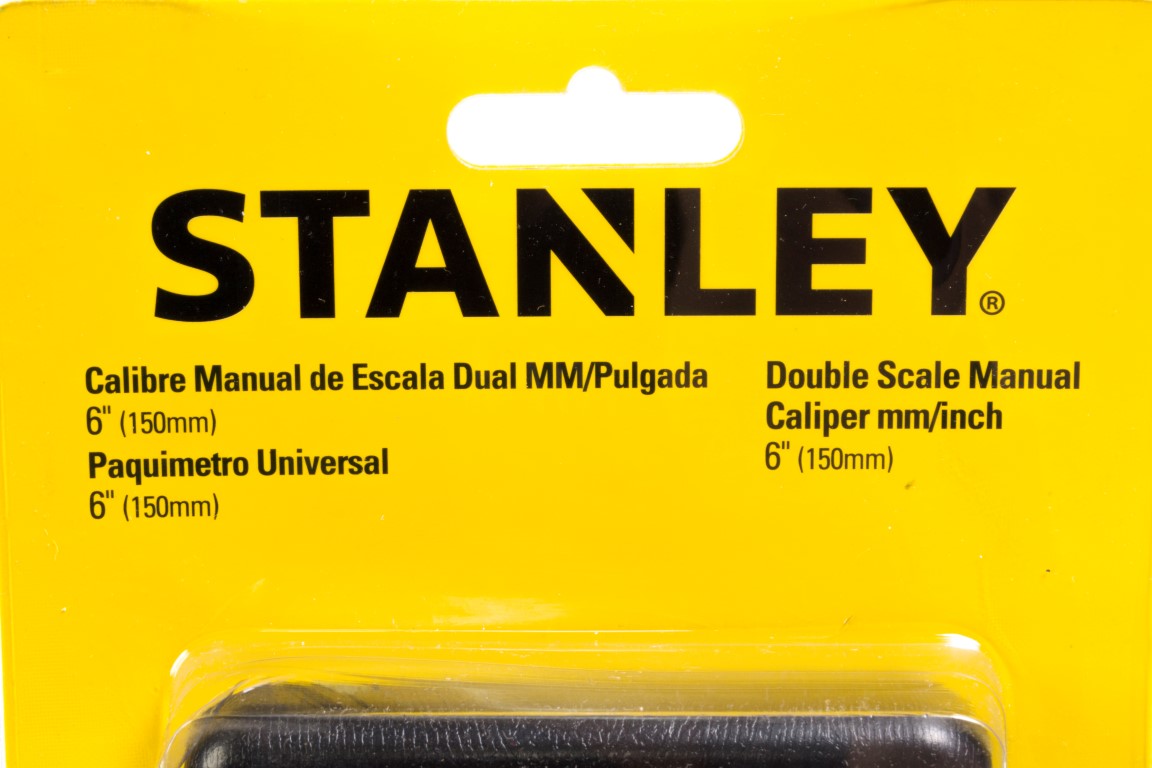 STANLEY®
Calibre Manual de Escala Dual MM/Pulgada
6" (150mm)
Paquimetro Universal
6" (150mm)
Double Scale Manual
Caliper mm/inch
6" (150mm)